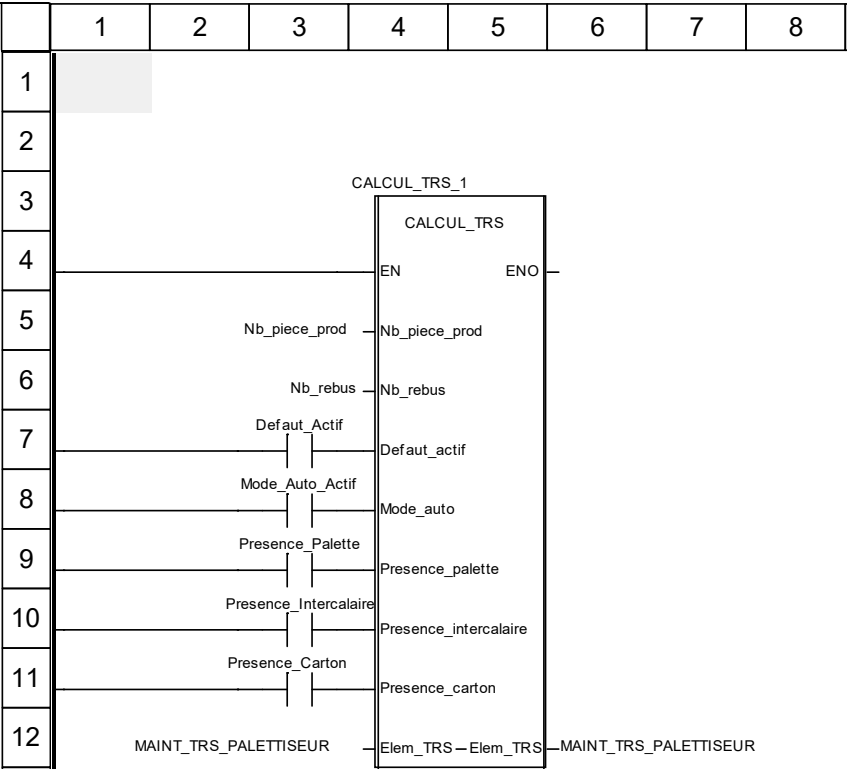 1 2 3 4 5 6 7 8
1
2
CALCUL_TRS_1
3
CALCUL_TRS
4 EN ENO
5 Nb_piece_prod Nb_piece_prod
6 Nb_rebus Nb_rebus
Defaut_Actif
7 Defaut_actif
Mode_Auto_Actif
8 Mode_auto
Presence_Palette
9 Presence_palette
Presence_Intercalaire
10 Presence_intercalaire
Presence_Carton
11 Presence_carton
12 MAINT_TRS_PALETTISEUR Elem_TRS Elem_TRS MAINT_TRS_PALETTISEUR